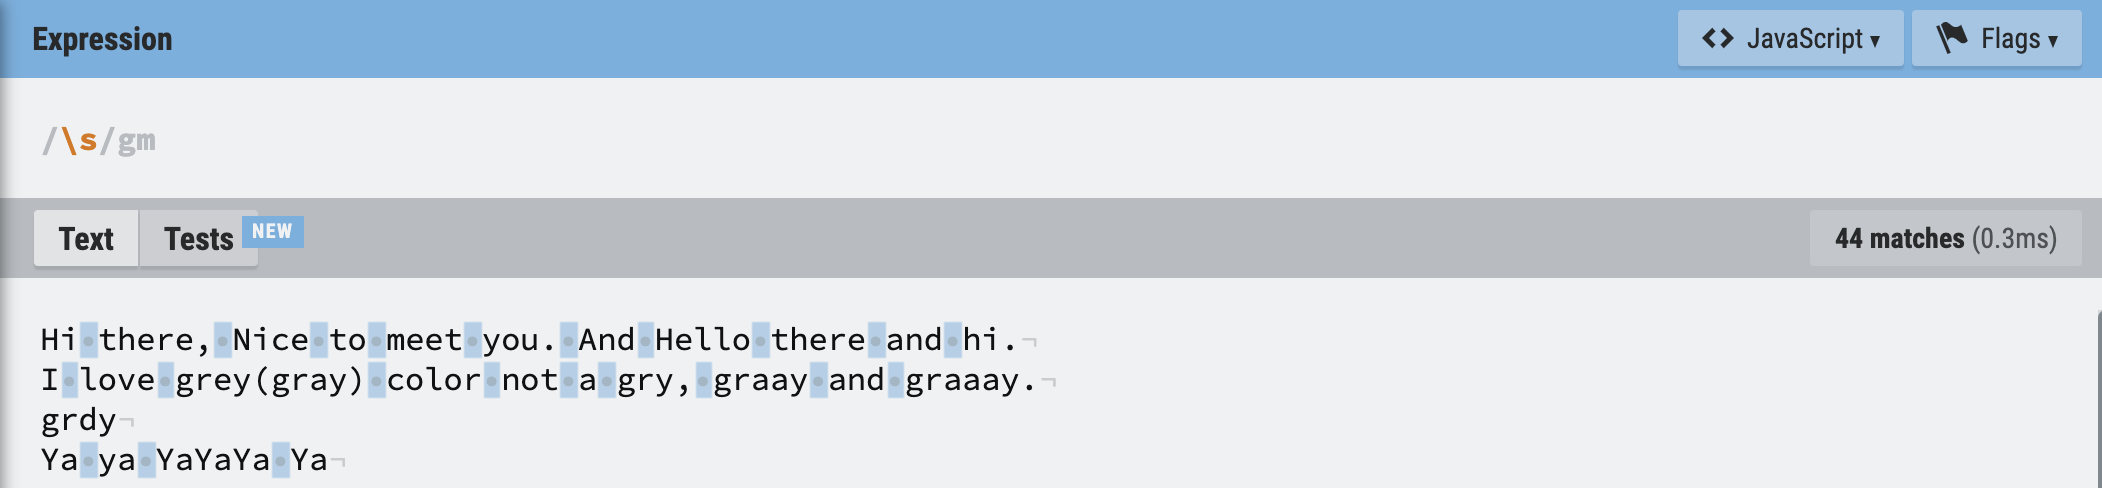 Expression
<> JavaScript ▾
Flags ▾
/\s/gm
Text
Tests
NEW
44 matches (0.3ms)
Hi·there,·Nice·to·meet·you.·And·Hello·there·and·hi.¬
I·love·grey(gray)·color·not·a·gry,·graay·and·graaay.¬
grdy¬
Ya·ya·YaYaYa·Ya¬